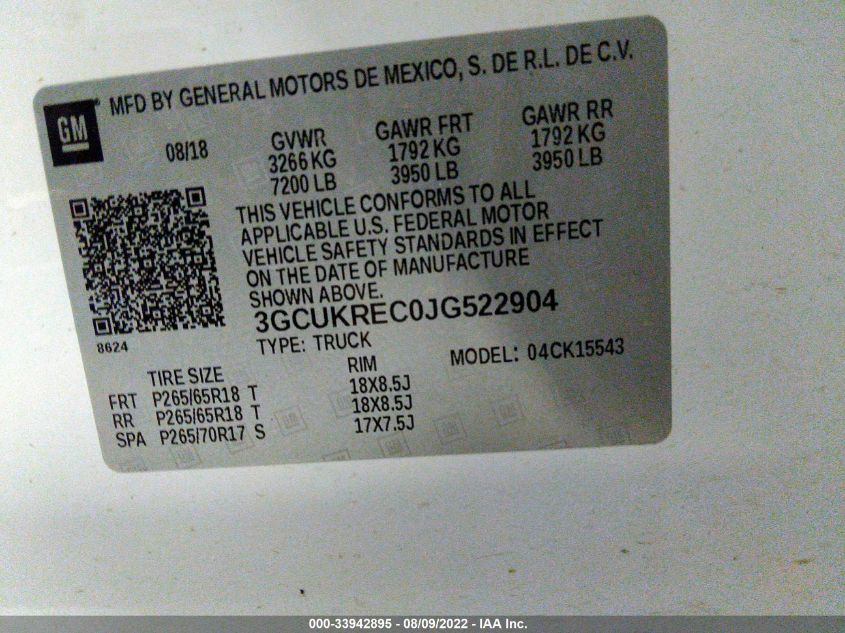 GM
MFD BY GENERAL MOTORS DE MEXICO, S. DE R.L. DE C.V.
08/18 GVWR GAWR FRT GAWR RR
3266 KG 1792 KG 1792 KG
7200 LB 3950 LB 3950 LB
THIS VEHICLE CONFORMS TO ALL
APPLICABLE U.S. FEDERAL MOTOR
VEHICLE SAFETY STANDARDS IN EFFECT
ON THE DATE OF MANUFACTURE
SHOWN ABOVE.
3GCUKREC0JG522904
8624
TYPE: TRUCK MODEL: 04CK15543
TIRE SIZE RIM
FRT P265/65R18 T 18X8.5J
RR P265/65R18 T 18X8.5J
SPA P265/70R17 S 17X7.5J
000-33942895 - 08/09/2022 - IAA Inc.